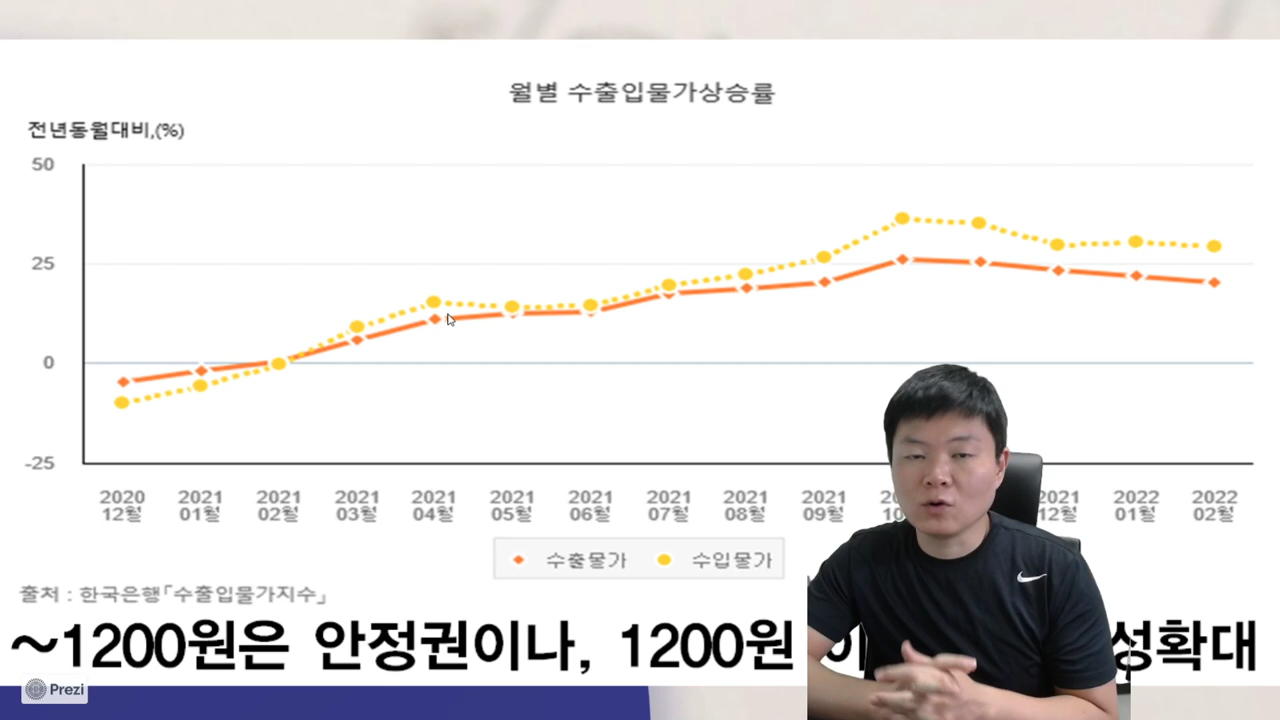 월별 수출입물가상승률
전년동월대비,(%)
50
25
0
-25
2020 2021 2021 2021 2021 2021 2021 2021 2021 2021 2021 2022 2022
12월 01월 02월 03월 04월 05월 06월 07월 08월 09월 12월 01월 02월
수출물가 수입물가
출처 : 한국은행「수출입물가지수」
~1200원은 안정권이나, 1200원 이 성확대
Prezi